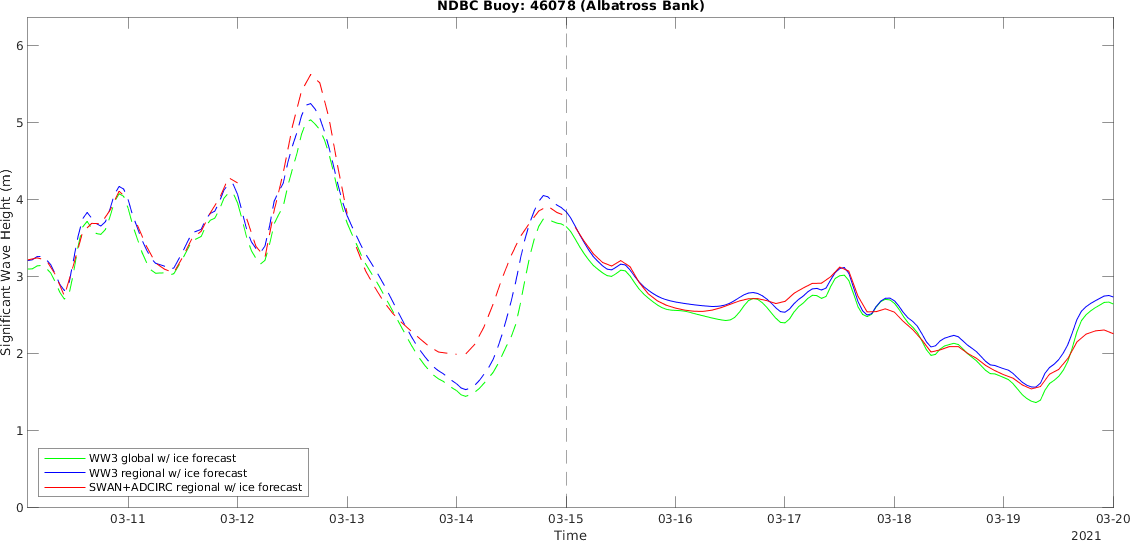 NDBC Buoy: 46078 (Albatross Bank)
Significant Wave Height (m)
6
5
4
3
2
1
0
WW3 global w/ ice forecast
WW3 regional w/ ice forecast
SWAN+ADCIRC regional w/ ice forecast
03-11 03-12 03-13 03-14 03-15 03-16 03-17 03-18 03-19 03-20
Time
2021